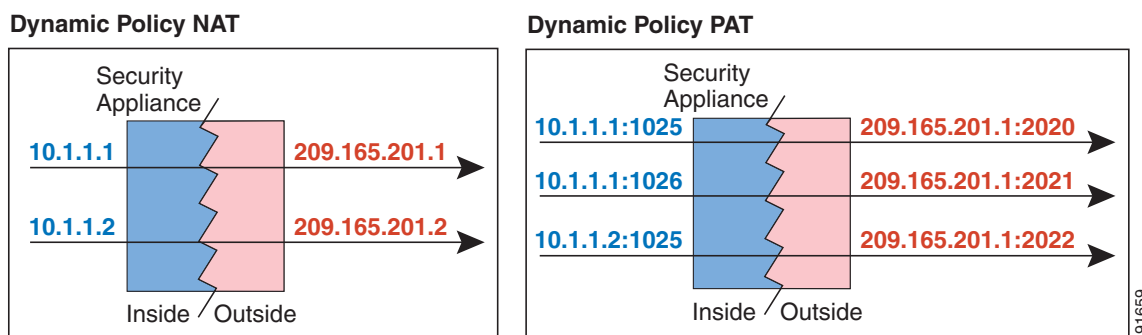 Dynamic Policy NAT
Security
Appliance
10.1.1.1
209.165.201.1
10.1.1.2
209.165.201.2
Inside
Outside
Dynamic Policy PAT
Security
Appliance
10.1.1.1:1025
209.165.201.1:2020
10.1.1.1:1026
209.165.201.1:2021
10.1.1.2:1025
209.165.201.1:2022
Inside
Outside
91659